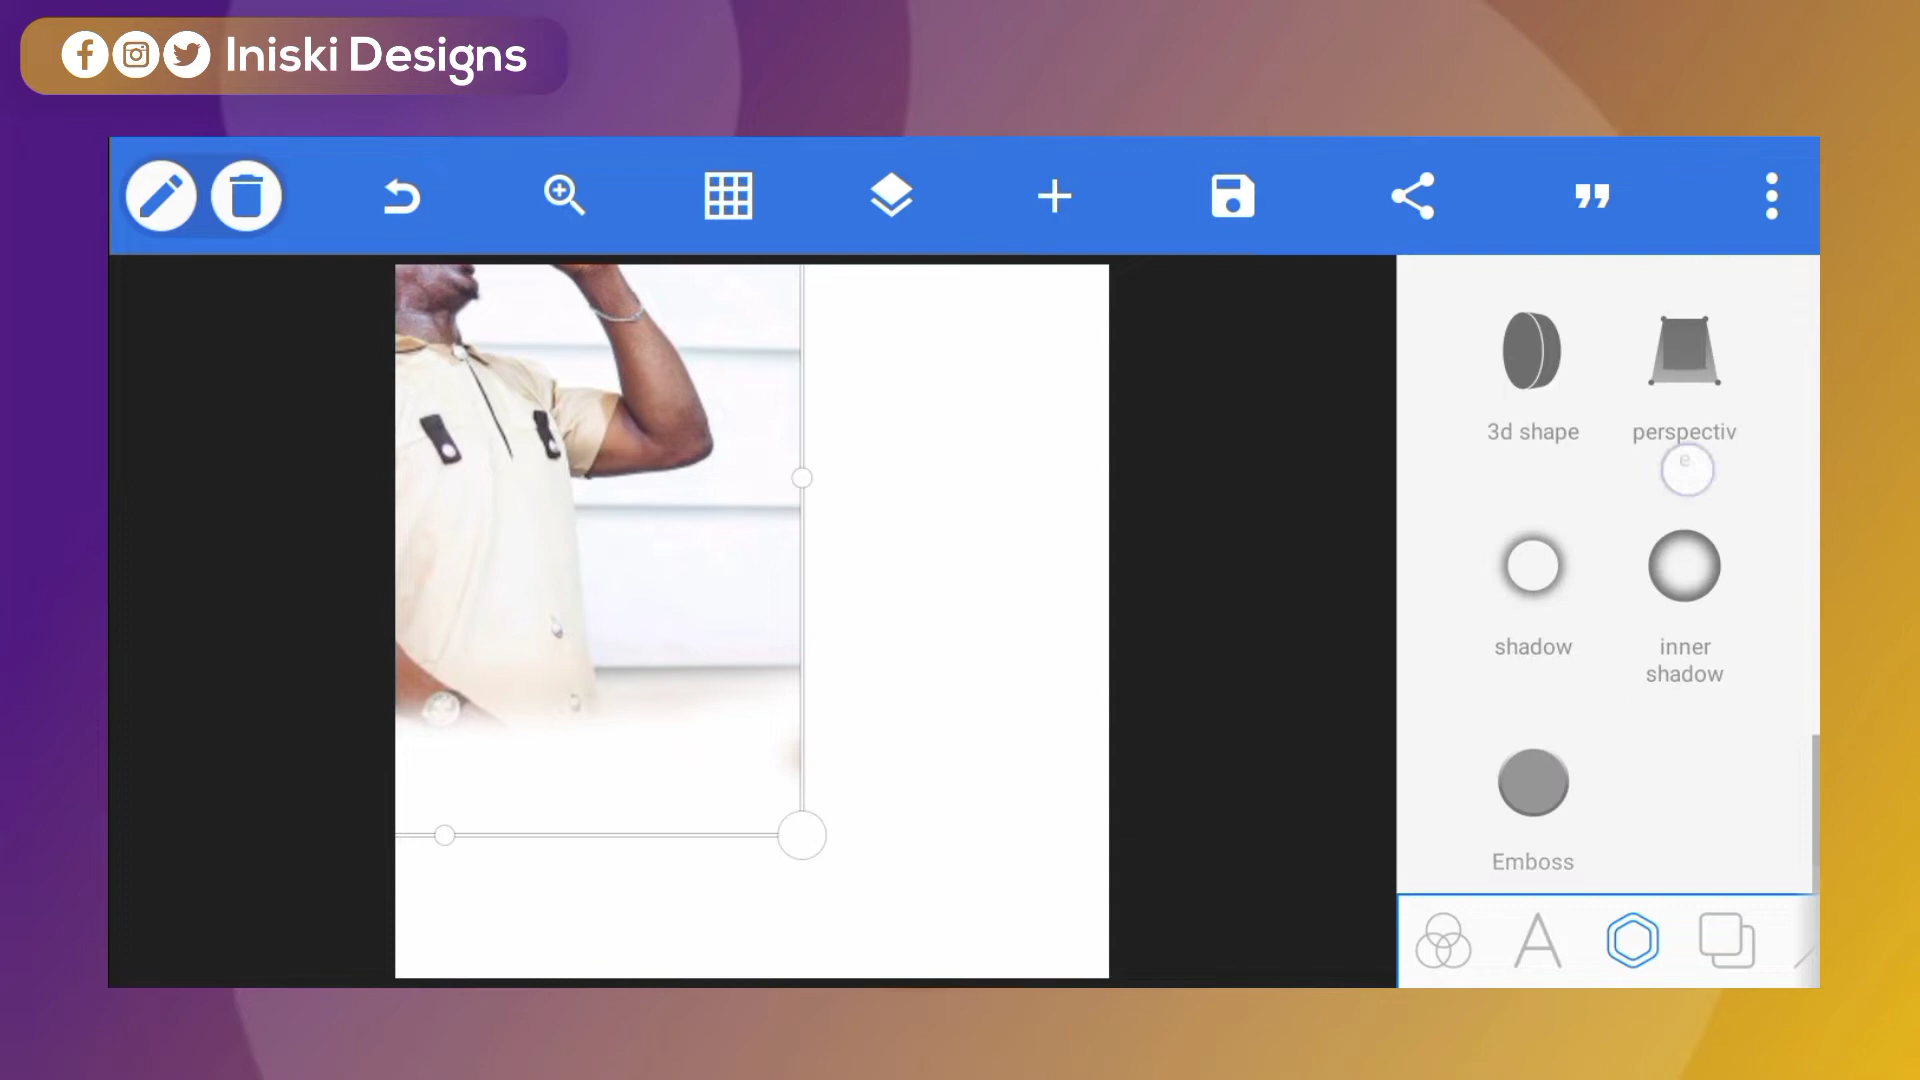 Iniski Designs
3d shape
perspectiv
e
shadow
inner
shadow
Emboss